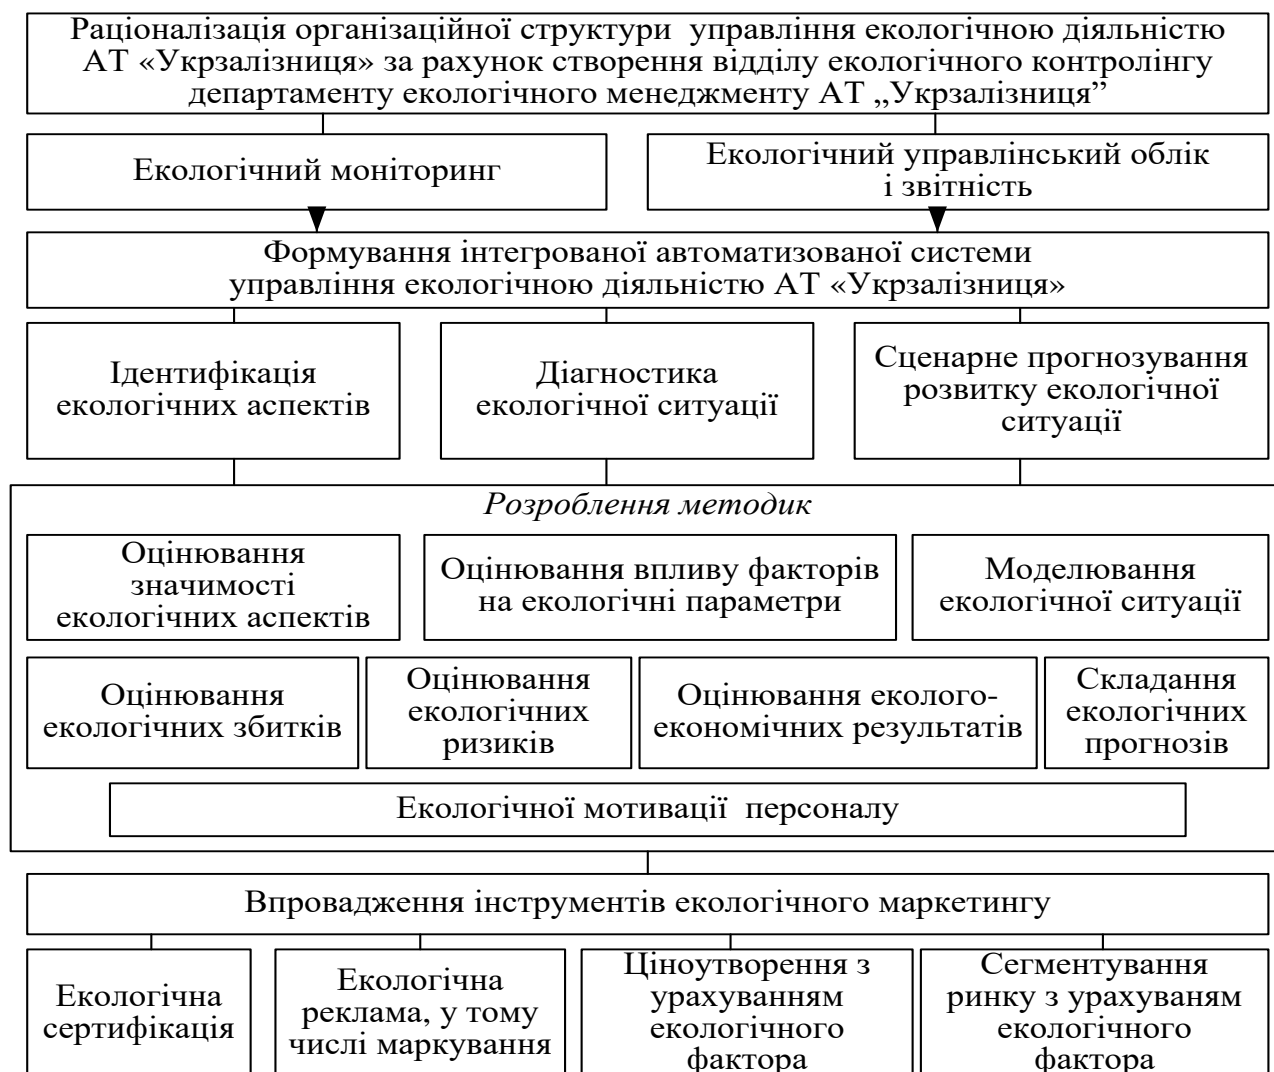 Раціоналізація організаційної структури управління екологічною діяльністю
АТ «Укрзалізниця» за рахунок створення відділу екологічного контролінгу
департаменту екологічного менеджменту АТ „Укрзалізниця”
Екологічний моніторинг
Екологічний управлінський облік
і звітність
Формування інтегрованої автоматизованої системи
управління екологічною діяльністю АТ «Укрзалізниця»
Ідентифікація
екологічних аспектів
Діагностика
екологічної ситуації
Сценарне прогнозування
розвитку екологічної
ситуації
Розроблення методик
Оцінювання
значимості
екологічних аспектів
Оцінювання впливу факторів
на екологічні параметри
Моделювання
екологічної ситуації
Оцінювання
екологічних збитків
Оцінювання
екологічних
ризиків
Оцінювання еколого-
економічних результатів
Складання
екологічних
прогнозів
Екологічної мотивації персоналу
Впровадження інструментів екологічного маркетингу
Екологічна
сертифікація
Екологічна
реклама, у тому
числі маркування
Ціноутворення з
урахуванням
екологічного
фактора
Сегментування
ринку з урахуваням
екологічного
фактора